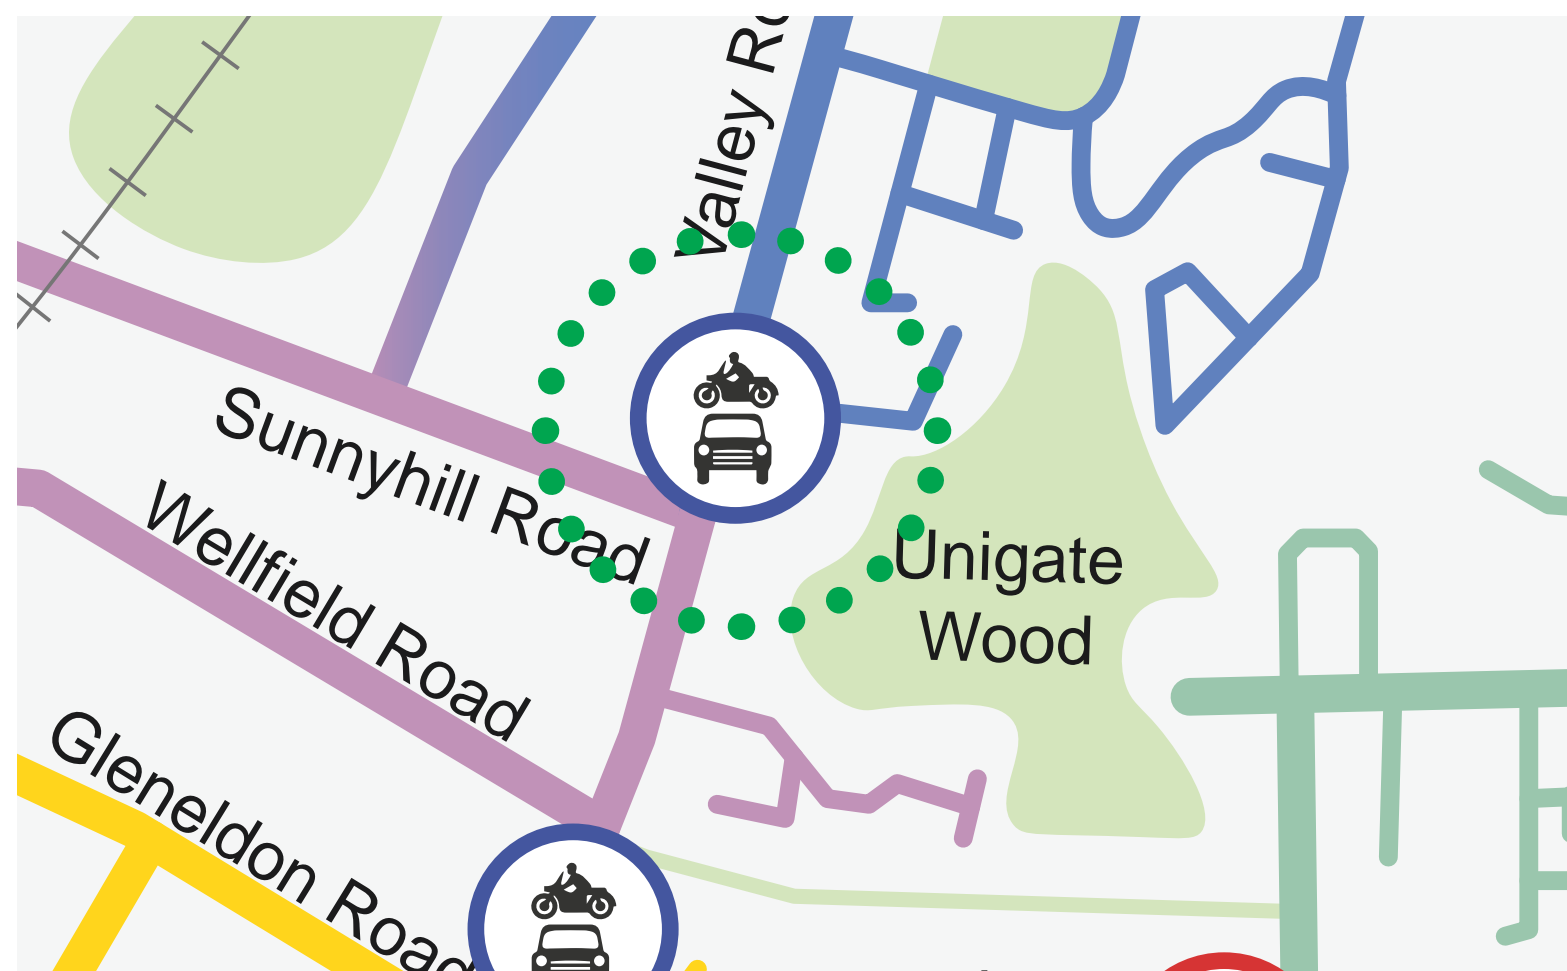 Valley
Sunnyhill Road
Wellfield Road
Unigate
Wood
Gleneldon Road